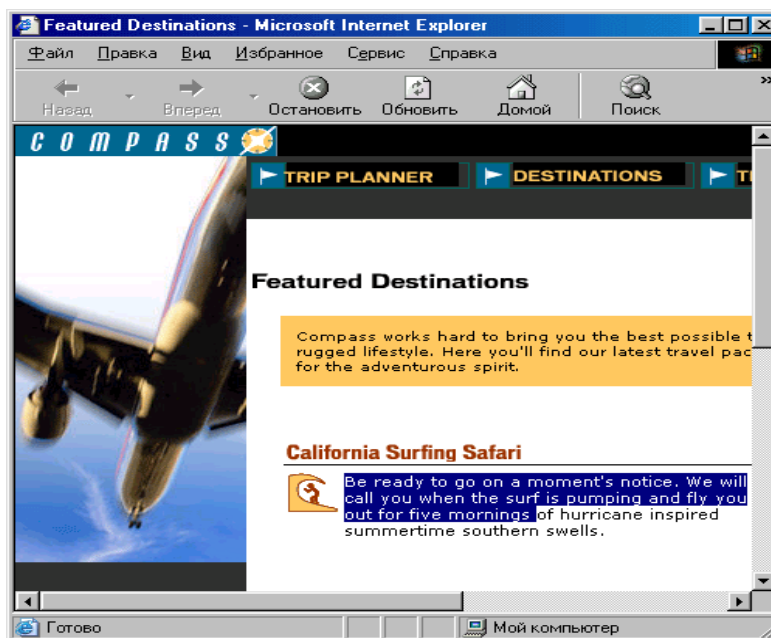 Featured Destinations - Microsoft Internet Explorer
Файл Правка Вид Избранное Сервис Справка
Назад Вперед Остановить Обновить Домой Поиск
COMPASS
TRIP PLANNER DESTINATIONS
Featured Destinations
Compass works hard to bring you the best possible
rugged lifestyle. Here you'll find our latest travel
for the adventurous spirit.
California Surfing Safari
Be ready to go on a moment's notice. We will
call you when the surf is pumping and fly you
out for five mornings of hurricane inspired
summertime southern swells.
Готово Мой компьютер